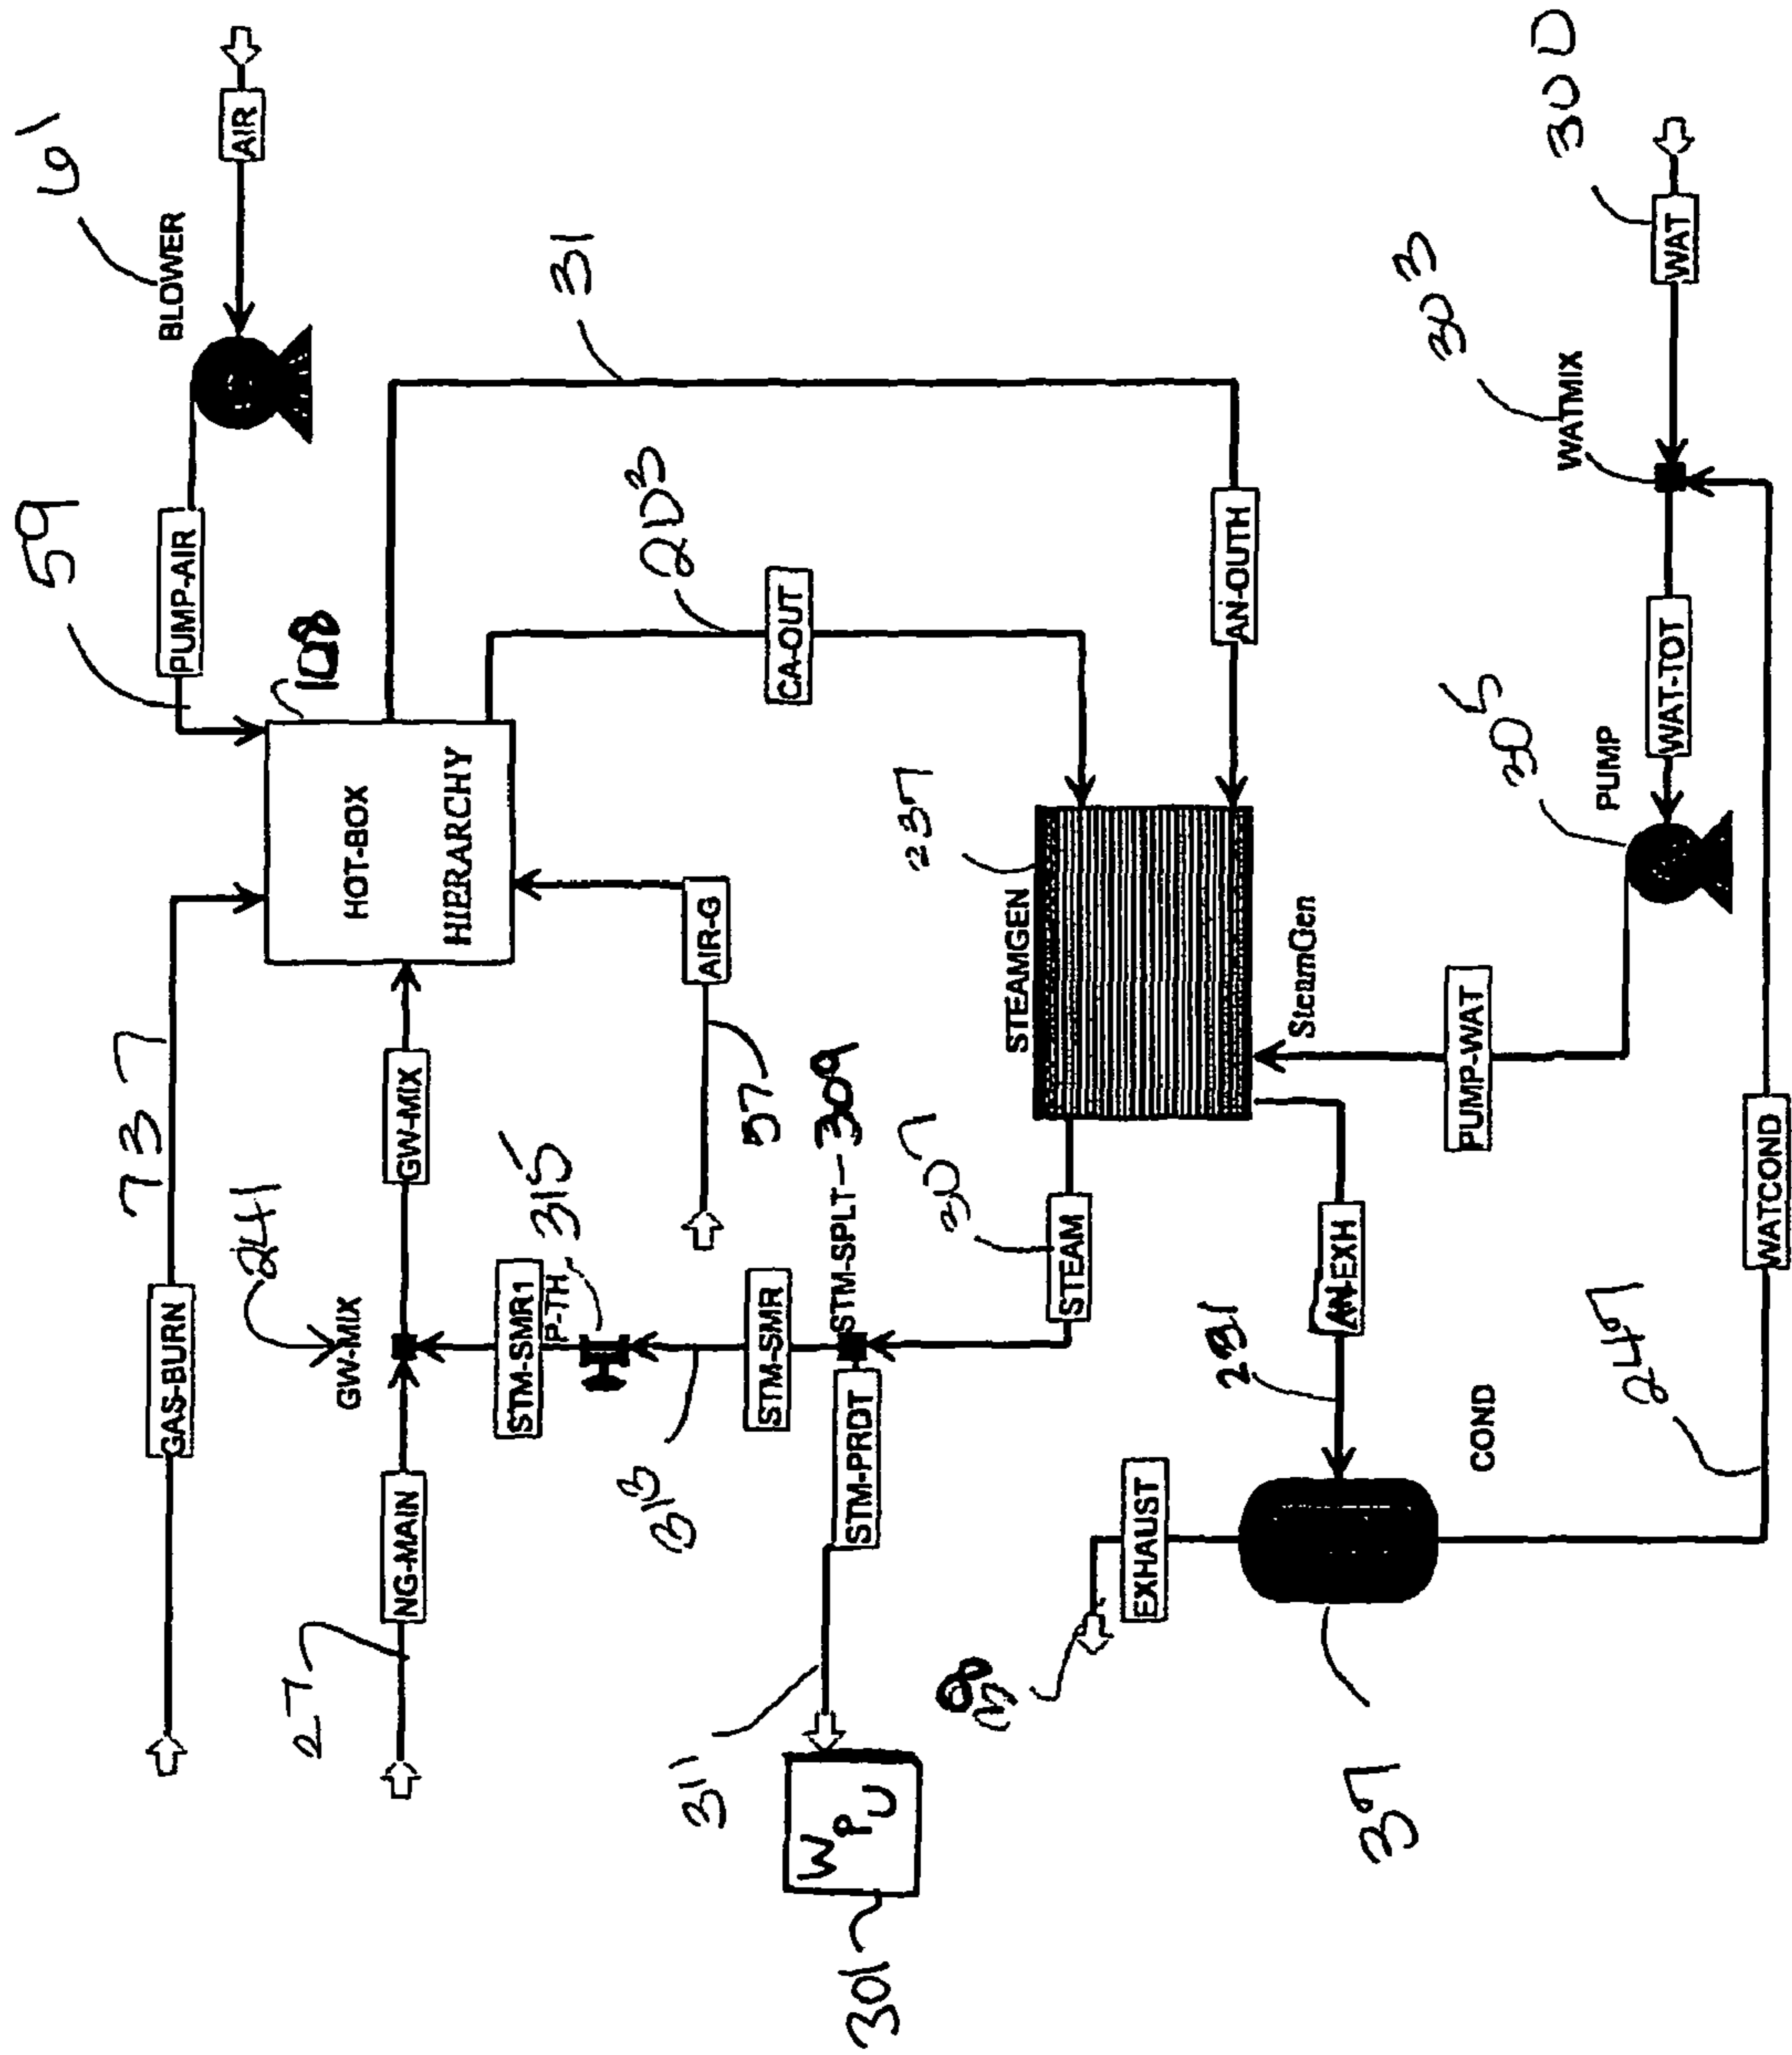 59
61
737
GAS-BURN
PUMP-AIR
BLOWER
241
AIR
27
108
GW-MIX
HOT-BOX
NG-MAIN
GW-MIX
HIERARCHY
STM-SMR1
P-TH
315
31
203
313
AIR-G
311
57
STM-SMR
CA-OUT
WPU
STM-PRDT
STM-SPLT 309
301
237
307
STEAMGEN
STEAM
EXHAUST
231
AN-OUTH
SteamGen
AN-EXH
39
303
PUMP-WAT
COND
305
300
WATMIX
PUMP
247
WAT-TOT
WAT
WATCOND